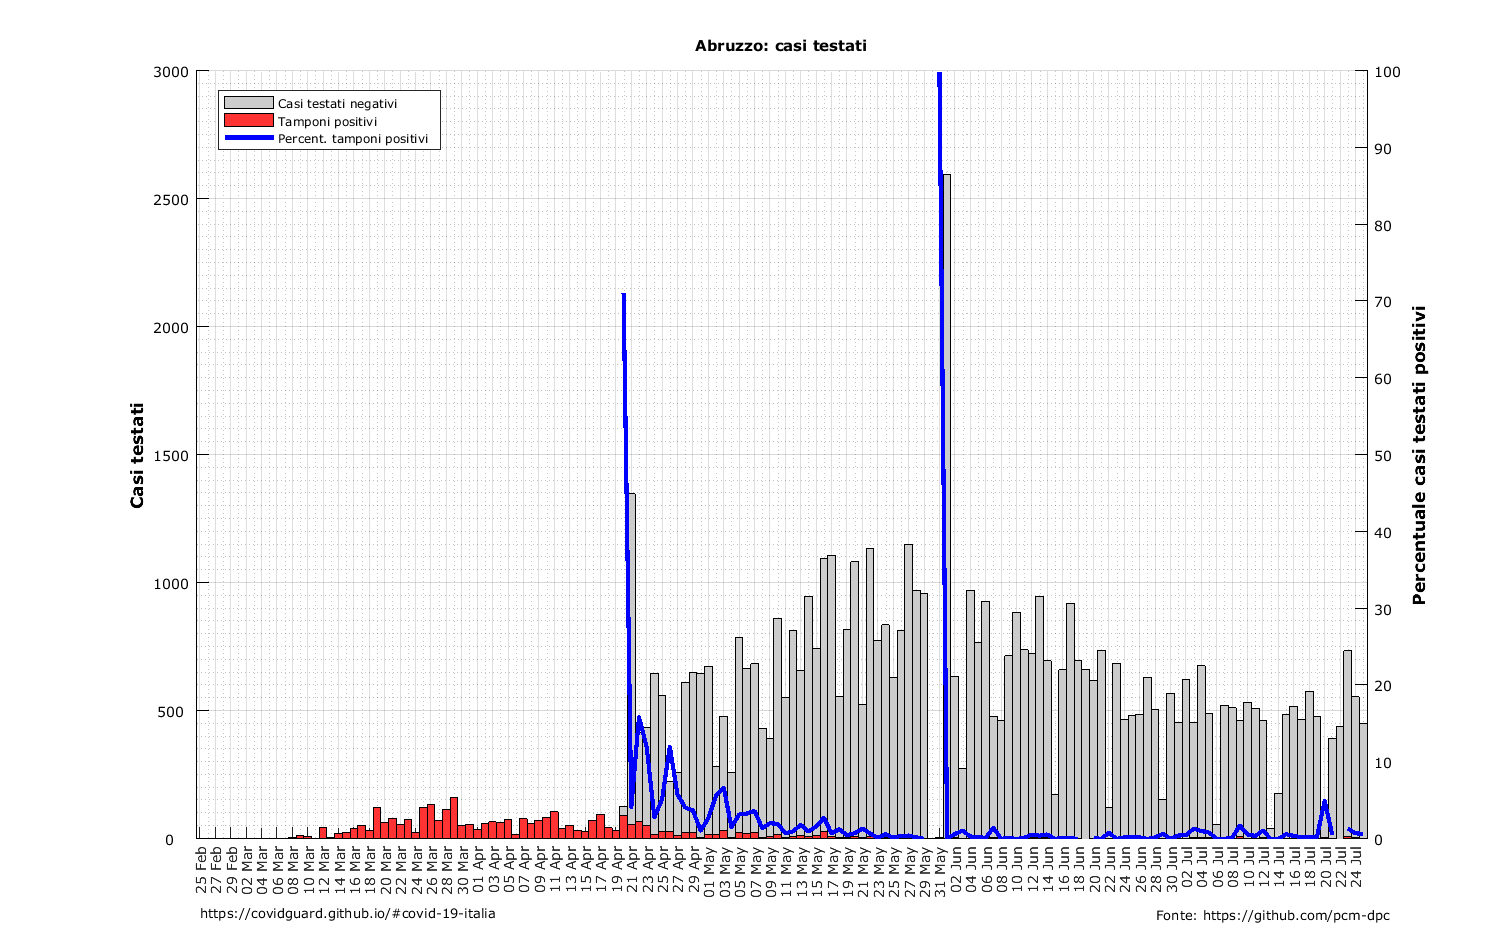 Abruzzo: casi testati
3000
2500
2000
1500
1000
500
0
Casi testati
Casi testati negativi
Tamponi positivi
Percent. tamponi positivi
100
90
80
70
60
50
40
30
20
10
0
Percentuale casi testati positivi
25 Feb
27 Feb
29 Feb
02 Mar
04 Mar
06 Mar
08 Mar
10 Mar
12 Mar
14 Mar
16 Mar
18 Mar
20 Mar
22 Mar
24 Mar
26 Mar
28 Mar
30 Mar
01 Apr
03 Apr
05 Apr
07 Apr
09 Apr
11 Apr
13 Apr
15 Apr
17 Apr
19 Apr
21 Apr
23 Apr
25 Apr
27 Apr
29 Apr
01 May
03 May
05 May
07 May
09 May
11 May
13 May
15 May
17 May
19 May
21 May
23 May
25 May
27 May
29 May
31 May
02 Jun
04 Jun
06 Jun
08 Jun
10 Jun
12 Jun
14 Jun
16 Jun
18 Jun
20 Jun
22 Jun
24 Jun
26 Jun
28 Jun
30 Jun
02 Jul
04 Jul
06 Jul
08 Jul
10 Jul
12 Jul
14 Jul
16 Jul
18 Jul
20 Jul
22 Jul
24 Jul
https://covidguard.github.io/#covid-19-italia
Fonte: https://github.com/pcm-dpc